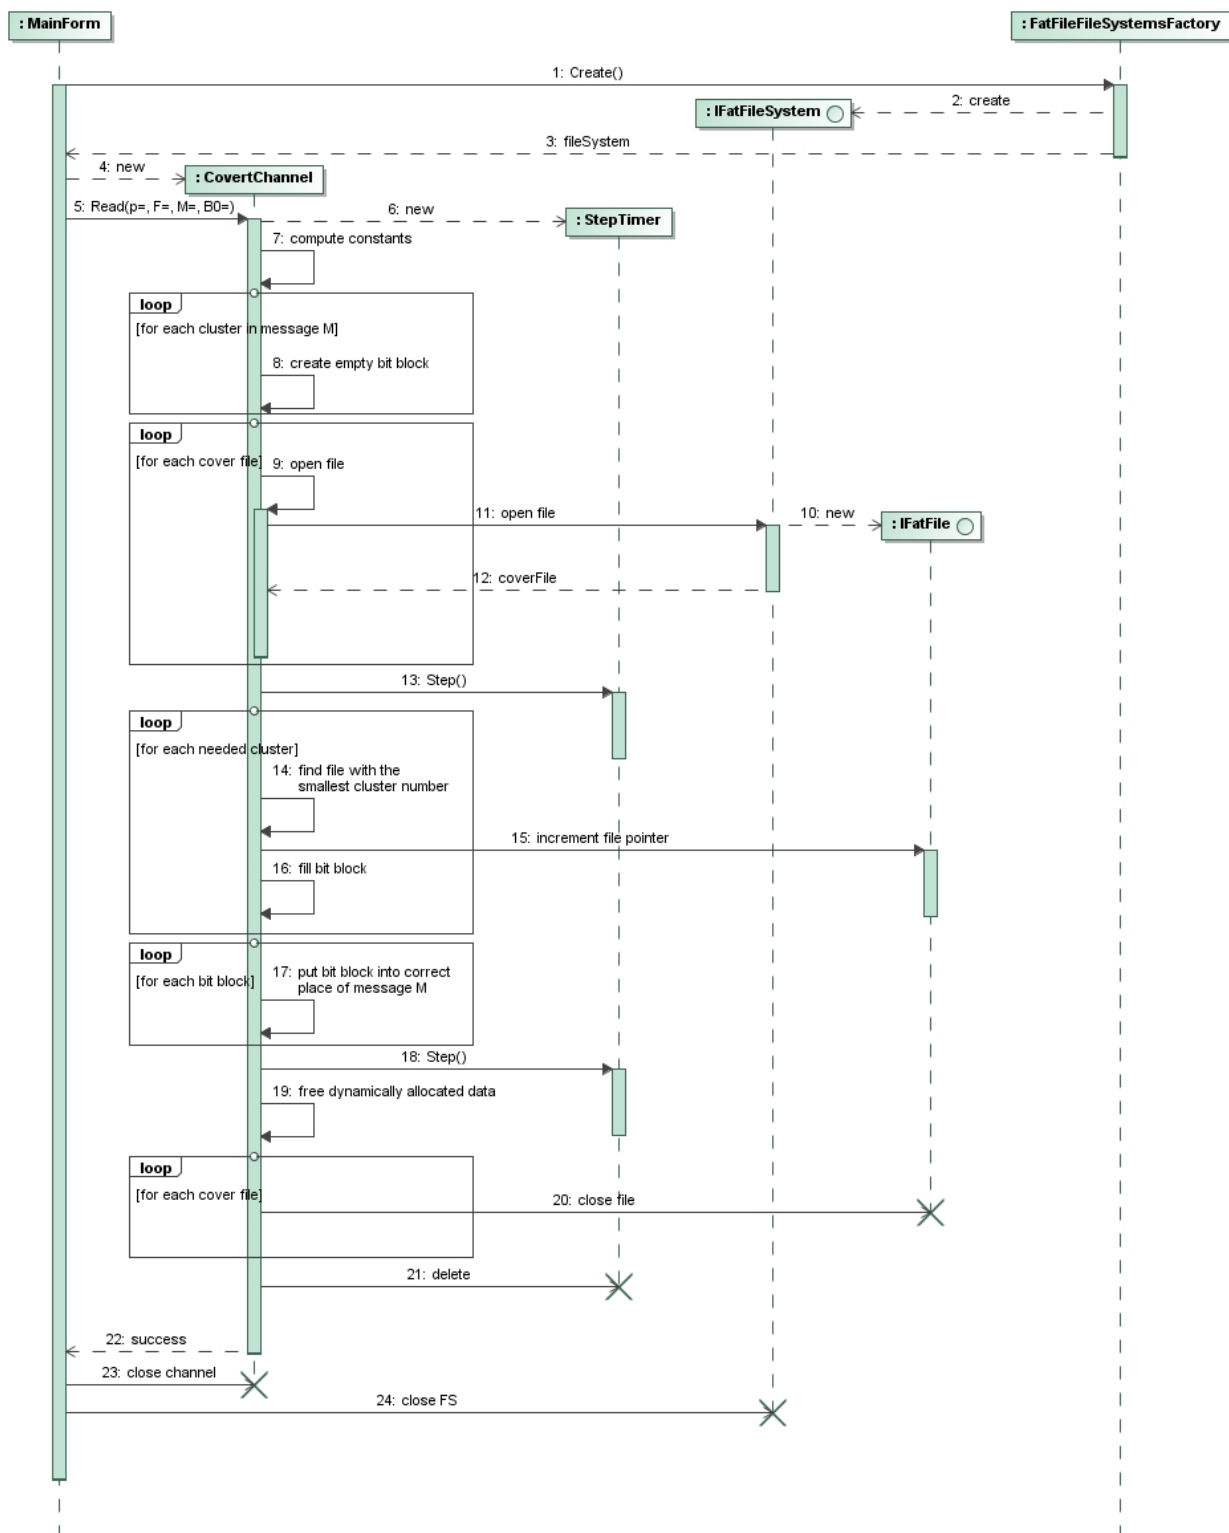 : MainForm
: FatFileFileSystemsFactory
1: Create()
: IFatFileSystem
2: create
3: fileSystem
4: new
: CovertChannel
5: Read(p=, F=, M=, B0=)
6: new
: StepTimer
7: compute constants
loop
[for each cluster in message M]
8: create empty bit block
loop
[for each cover file]
9: open file
11: open file
10: new
: IFatFile
12: coverFile
13: Step()
loop
[for each needed cluster]
14: find file with the
smallest cluster number
15: increment file pointer
16: fill bit block
loop
[for each bit block]
17: put bit block into correct
place of message M
18: Step()
19: free dynamically allocated data
loop
[for each cover file]
20: close file
21: delete
22: success
23: close channel
24: close FS